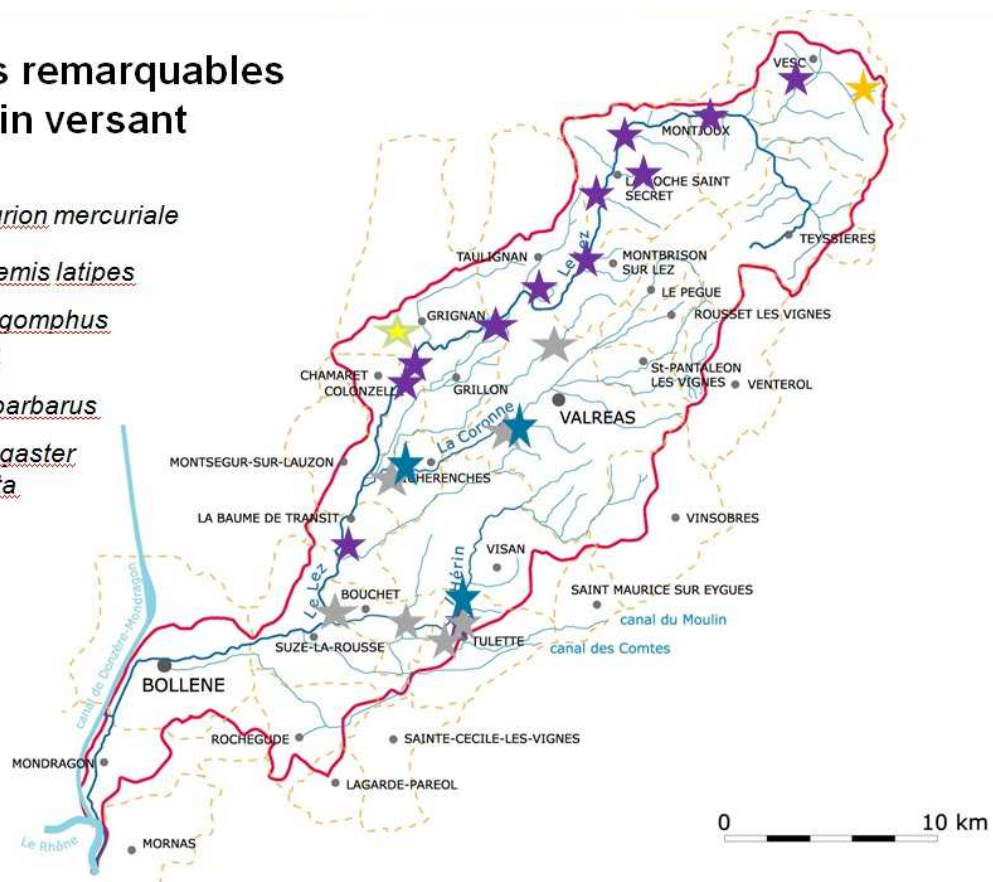 s remarquables
in versant
rion mercuriale
emis latipes
gomphus
barbarus
gaster
ta
VESC
MONTJOUX
LA ROCHE SAINT
SECRET
TEYSSIERES
TAULIGNAN
Le Lez
MONTBRISON
SUR LEZ
LE PEGUE
GRIGNAN
ROUSSET LES VIGNES
CHAMARET
COLONZELLE
GRILLON
St-PANTALEON
LES VIGNES
VENTEROL
VALREAS
La Coronne
MONTSEGUR-SUR-LAUZON
CHERENCHES
LA BAUME DE TRANSIT
VINSOBRES
VISAN
L'Hérin
Le Lez
BOUCHET
SAINT MAURICE SUR EYGUES
canal du Moulin
SUZE-LA-ROUSSE
TULETTE
canal des Comtes
canal de Donzère-Mondragon
BOLLENE
ROCHEGUDE
SAINTE-CECILE-LES-VIGNES
MONDRAGON
LAGARDE-PAREOL
0 10 km
Le Rhône
MORNAS